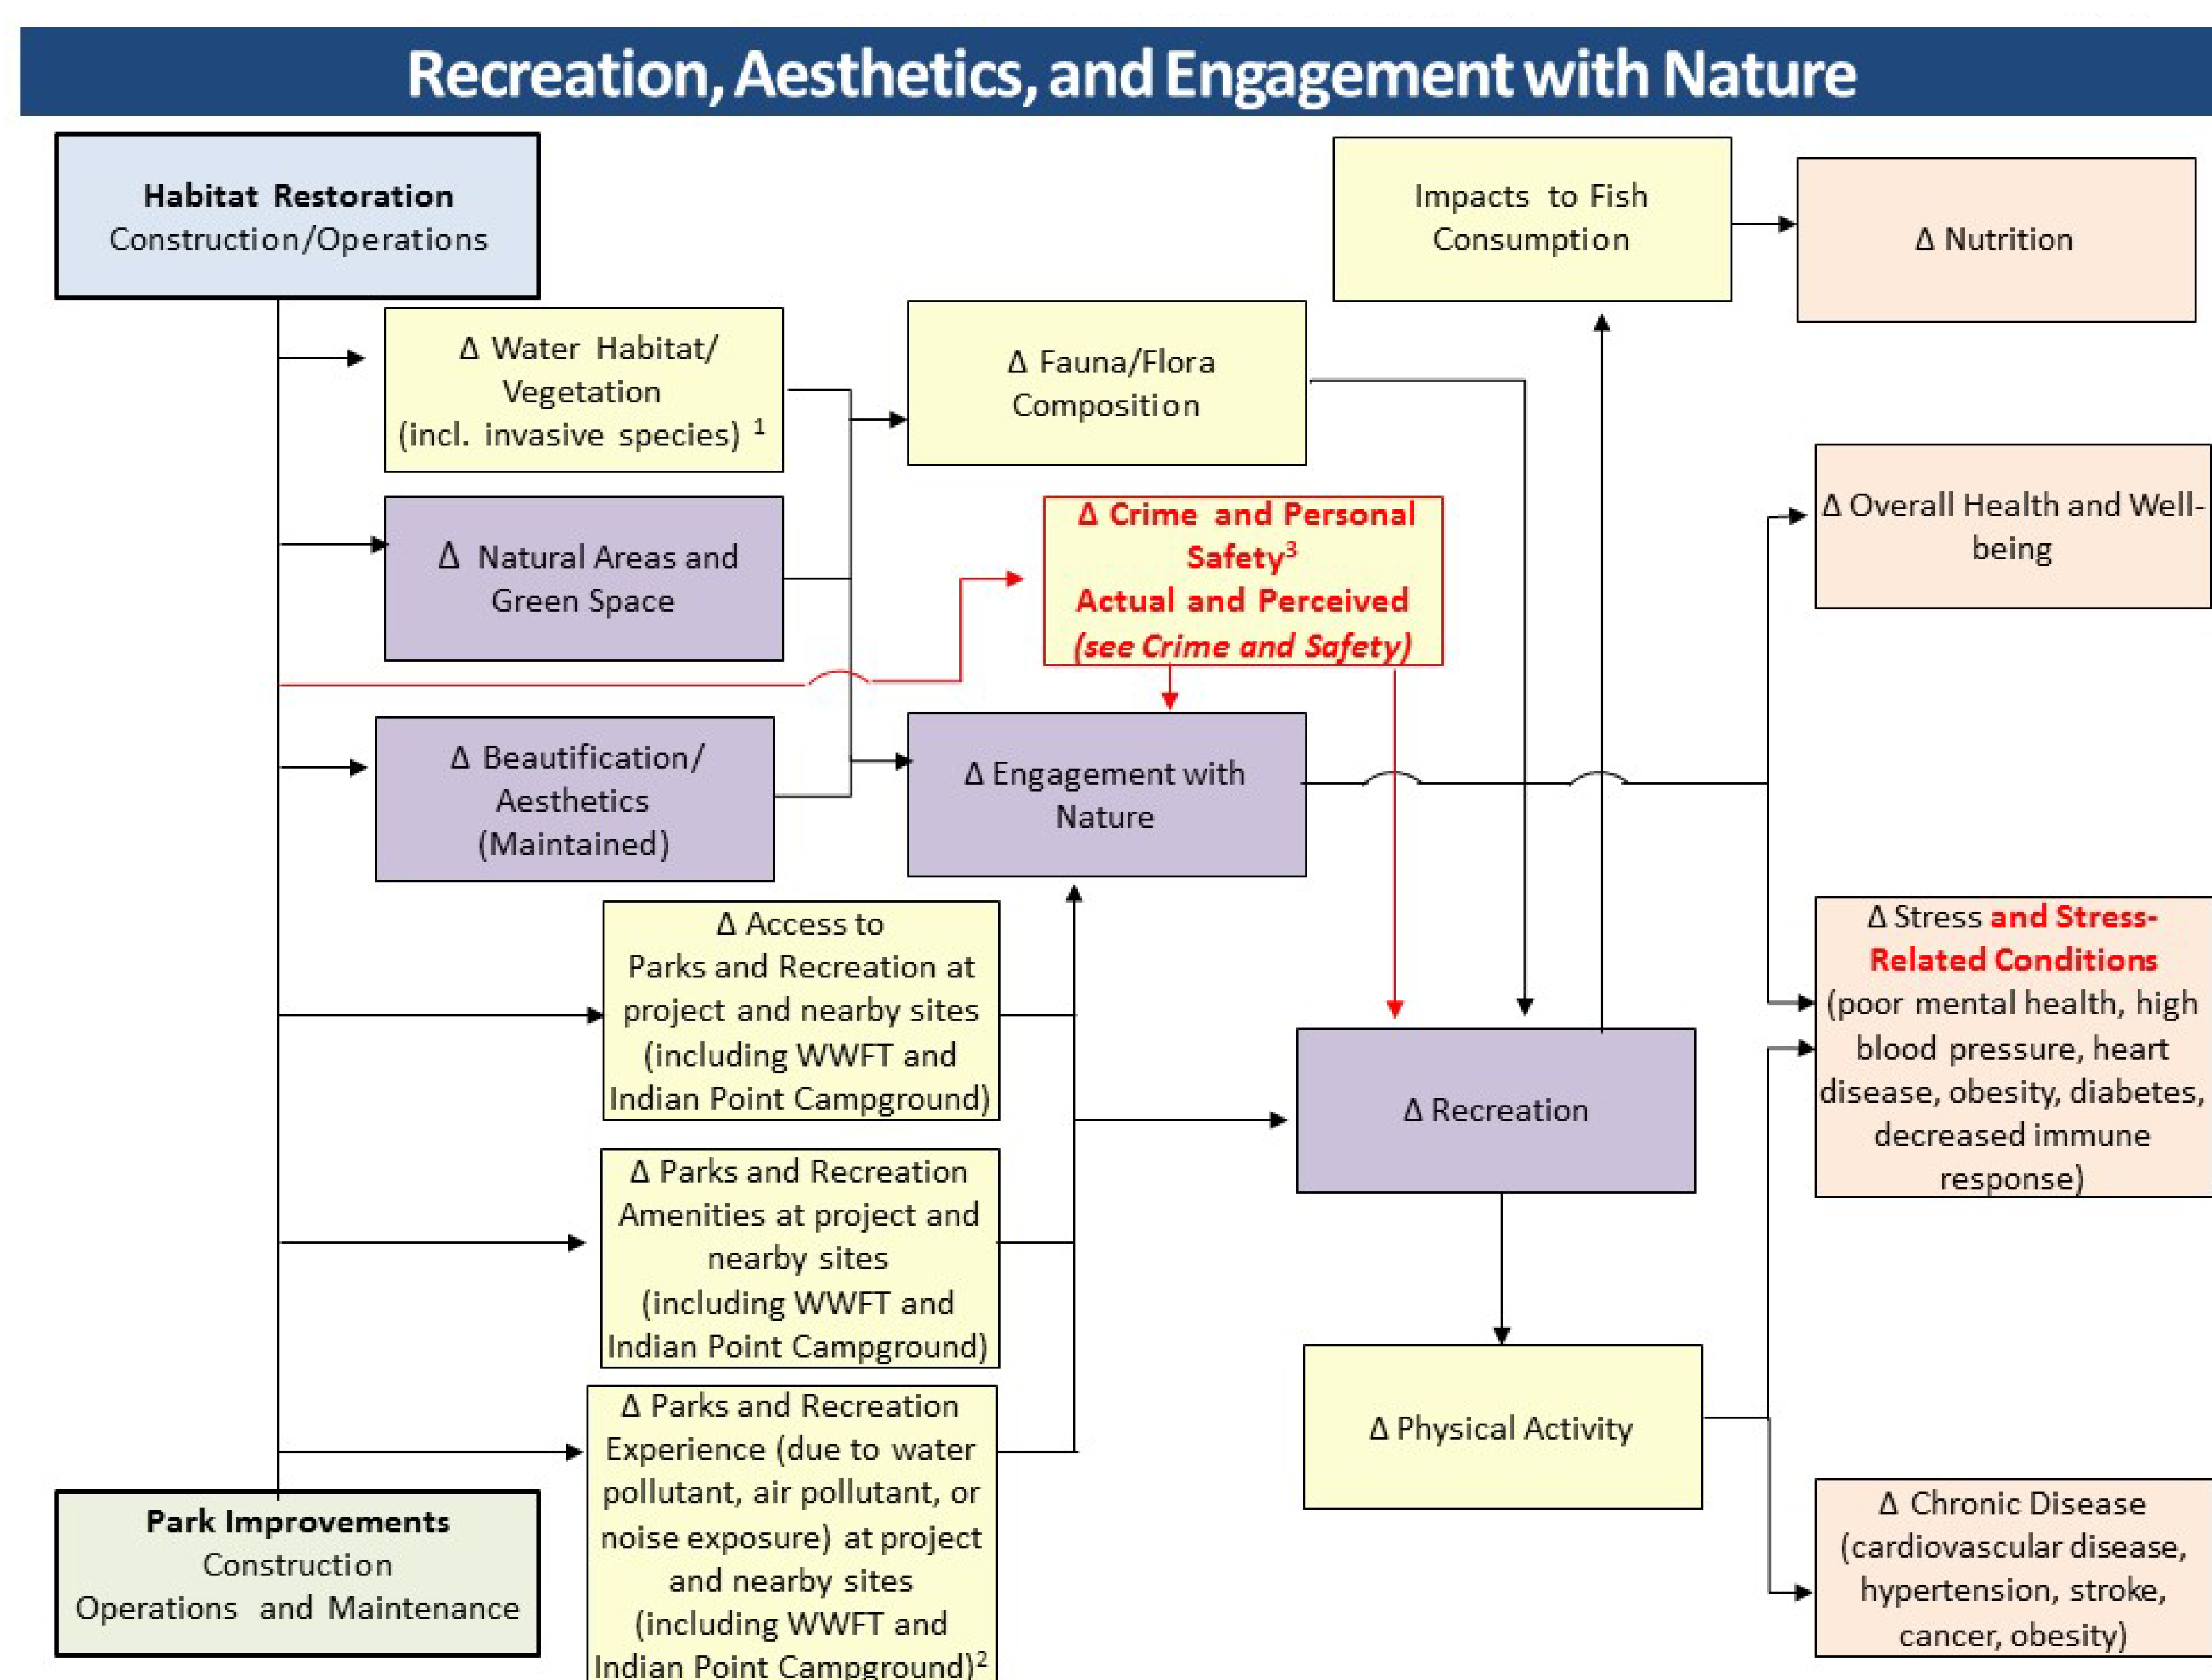 Recreation, Aesthetics, and Engagement with Nature
Habitat Restoration
Construction/Operations
Impacts to Fish
Consumption
Δ Nutrition
Δ Water Habitat/
Vegetation
(incl. invasive species) 1
Δ Fauna/Flora
Composition
Δ Natural Areas and
Green Space
Δ Crime and Personal
Safety3
Actual and Perceived
(see Crime and Safety)
Δ Overall Health and Well-
being
Δ Beautification/
Aesthetics
(Maintained)
Δ Engagement with
Nature
Δ Access to
Parks and Recreation at
project and nearby sites
(including WWFT and
Indian Point Campground)
Δ Stress and Stress-
Related Conditions
(poor mental health, high
blood pressure, heart
disease, obesity, diabetes,
decreased immune
response)
Δ Recreation
Δ Parks and Recreation
Amenities at project and
nearby sites
(including WWFT and
Indian Point Campground)
Δ Physical Activity
Δ Parks and Recreation
Experience (due to water
pollutant, air pollutant, or
noise exposure) at project
and nearby sites
(including WWFT and
Indian Point Campground)2
Park Improvements
Construction
Operations and Maintenance
Δ Chronic Disease
(cardiovascular disease,
hypertension, stroke,
cancer, obesity)